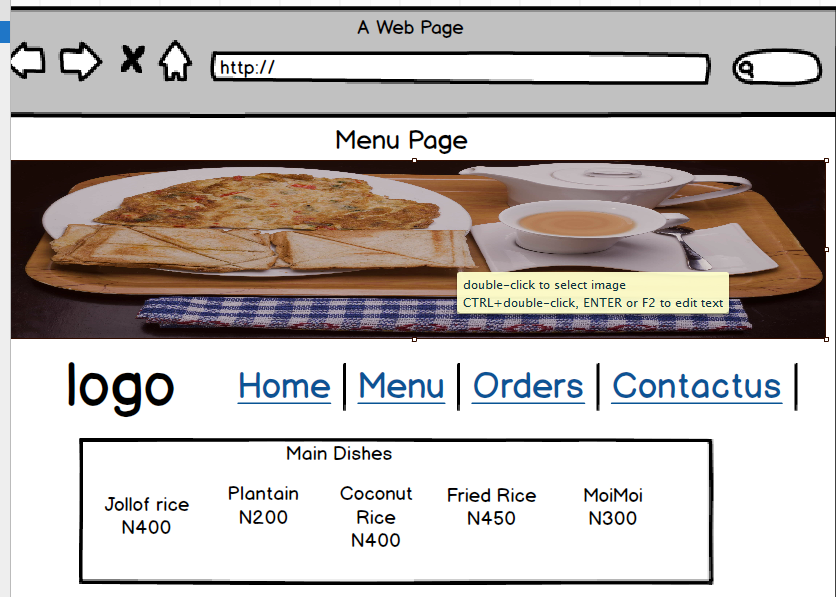 A Web Page
http://
Menu Page
double-click to select image
CTRL+double-click, ENTER or F2 to edit text
logo
Home
Menu
Orders
Contactus
Main Dishes
Jollof rice
N400
Plantain
N200
Coconut
Rice
N400
Fried Rice
N450
MoiMoi
N300